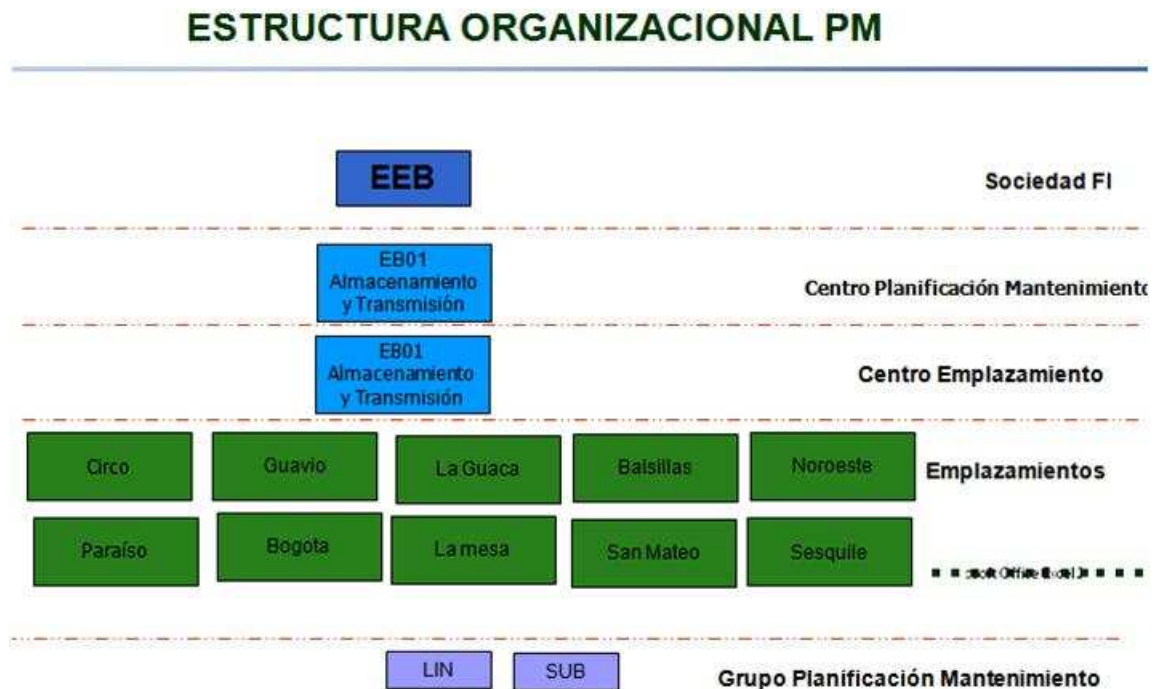 ESTRUCTURA ORGANIZACIONAL PM
EEB
Sociedad FI
EB01
Almacenamiento
y Transmisión
Centro Planificación Mantenimiento
EB01
Almacenamiento
y Transmisión
Centro Emplazamiento
Circo
Guavio
La Guaca
Balsillas
Noroeste
Emplazamientos
Paraíso
Bogota
La mesa
San Mateo
Sesquile
Office
LIN
SUB
Grupo Planificación Mantenimiento